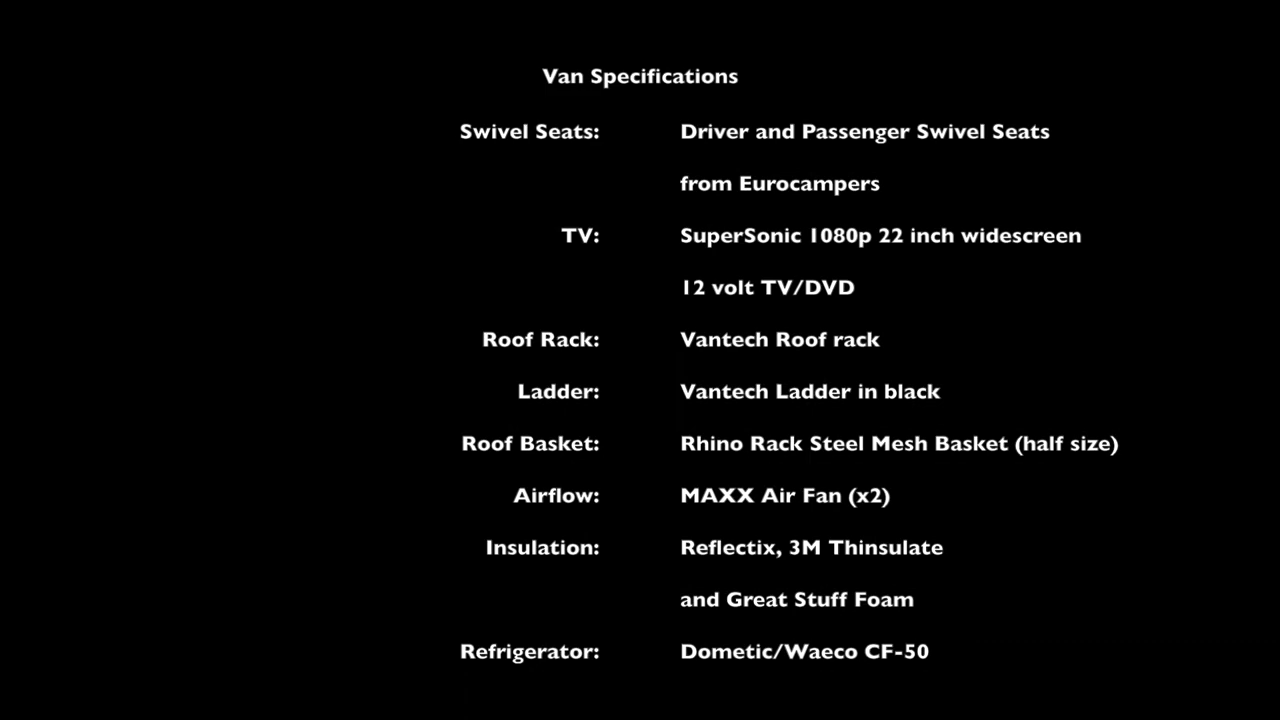 Van Specifications
Swivel Seats: Driver and Passenger Swivel Seats
from Eurocampers
TV: SuperSonic 1080p 22 inch widescreen
12 volt TV/DVD
Roof Rack: Vantech Roof rack
Ladder: Vantech Ladder in black
Roof Basket: Rhino Rack Steel Mesh Basket (half size)
Airflow: MAXX Air Fan (x2)
Insulation: Reflectix, 3M Thinsulate
and Great Stuff Foam
Refrigerator: Dometic/Waeco CF-50